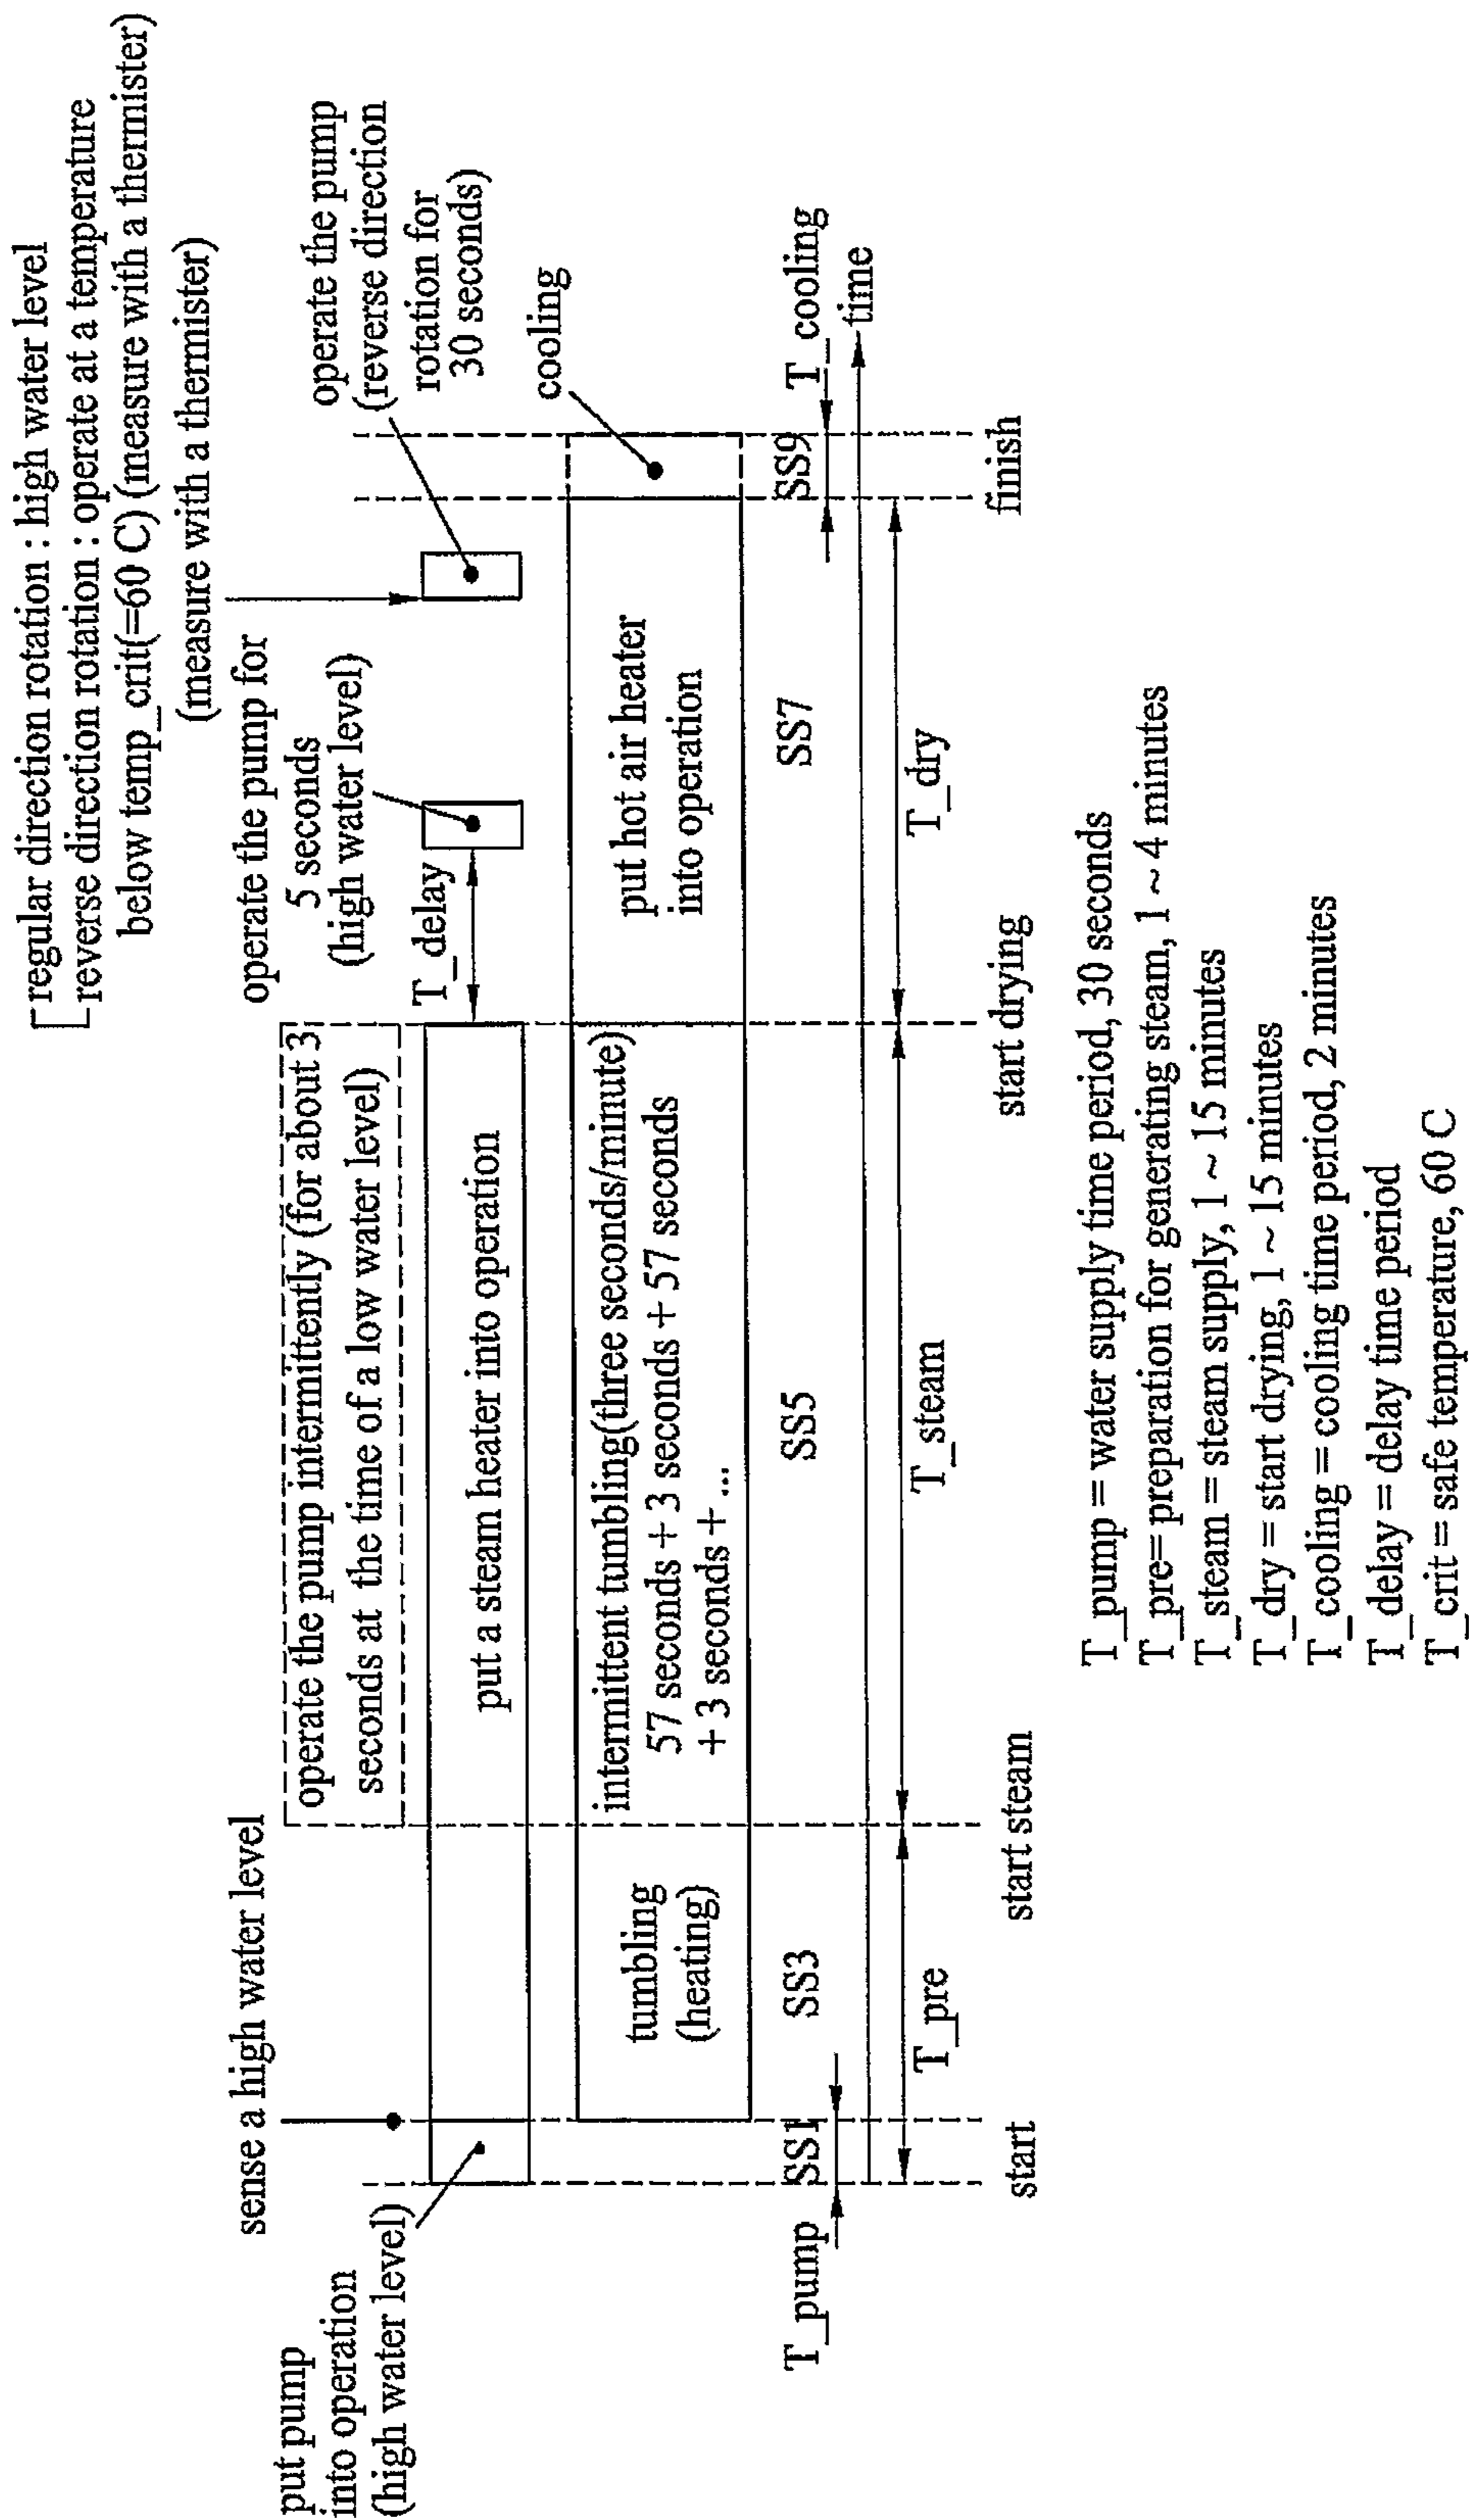 regular direction rotation : high water level
reverse direction rotation : operate at a temperature
below temp_crit(=60 C) (measure with a thermister)
(measure with a thermister)
sense a high water level
put pump
into operation
(high water level)
operate the pump intermittently (for about 3
seconds at the time of a low water level)
operate the pump for
5 seconds
(high water level)
T_delay
operate the pump
(reverse direction
rotation for
30 seconds)
put a steam heater into operation
cooling
tumbling
(heating)
intermittent tumbling(three seconds/minute)
57 seconds + 3 seconds + 57 seconds
+ 3 seconds + ...
put hot air heater
into operation
T_pump
SS1
SS3
SS5
SS7
SS9
T_cooling
time
T_pre
T_steam
T_dry
start
start steam
start drying
finish
T_pump = water supply time period, 30 seconds
T_pre= preparation for generating steam, 1 ~ 4 minutes
T_steam = steam supply, 1 ~ 15 minutes
T_dry = start drying, 1 ~ 15 minutes
T_cooling = cooling time period, 2 minutes
T_delay = delay time period
T_crit = safe temperature, 60 C